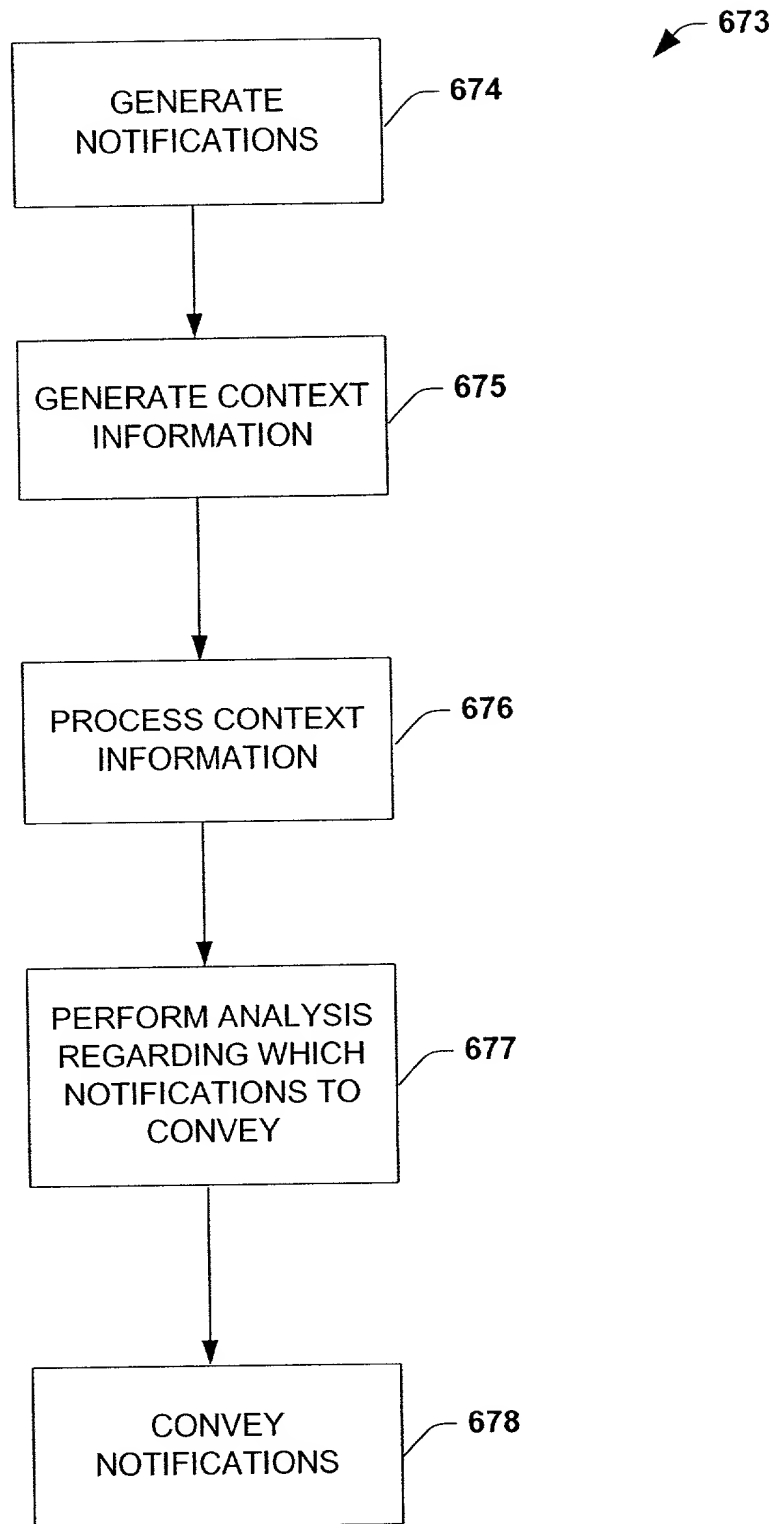 673
GENERATE
NOTIFICATIONS
674
GENERATE CONTEXT
INFORMATION
675
PROCESS CONTEXT
INFORMATION
676
PERFORM ANALYSIS
REGARDING WHICH
NOTIFICATIONS TO
CONVEY
677
CONVEY
NOTIFICATIONS
678